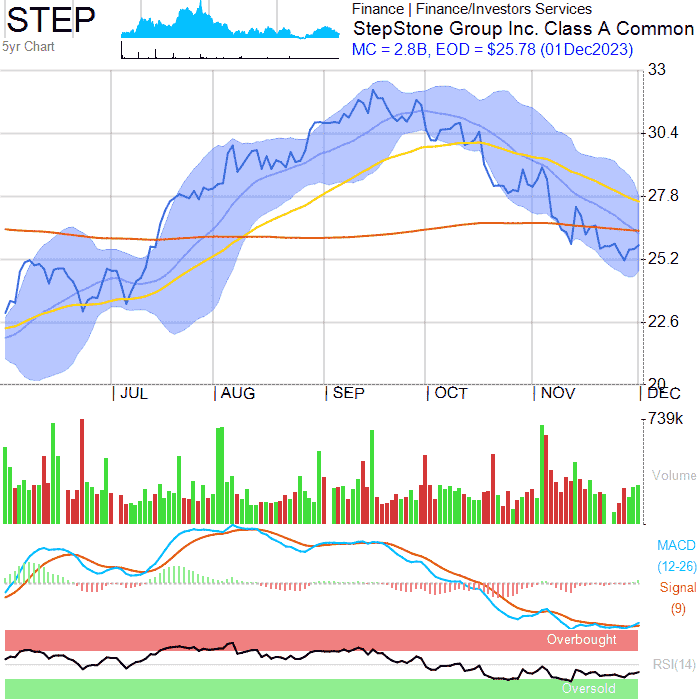 STEP
5yr Chart
Finance | Finance/Investors Services
StepStone Group Inc. Class A Common
MC = 2.8B, EOD = $25.78 (01Dec2023)
33
30.4
27.8
25.2
22.6
20
JUL
AUG
SEP
OCT
NOV
DEC
739k
Volume
MACD
(12-26)
Signal
(9)
Overbought
RSI(14)
Oversold